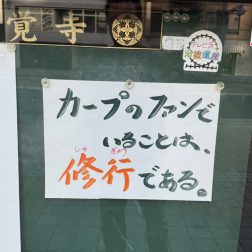 覚寺
カープのファンで
いることは、
しゅ ぎょう
修行である。